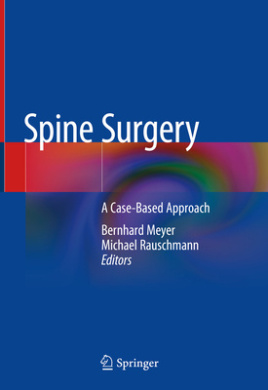 Spine Surgery
A Case-Based Approach
Bernhard Meyer
Michael Rauschmann
Editors
Springer